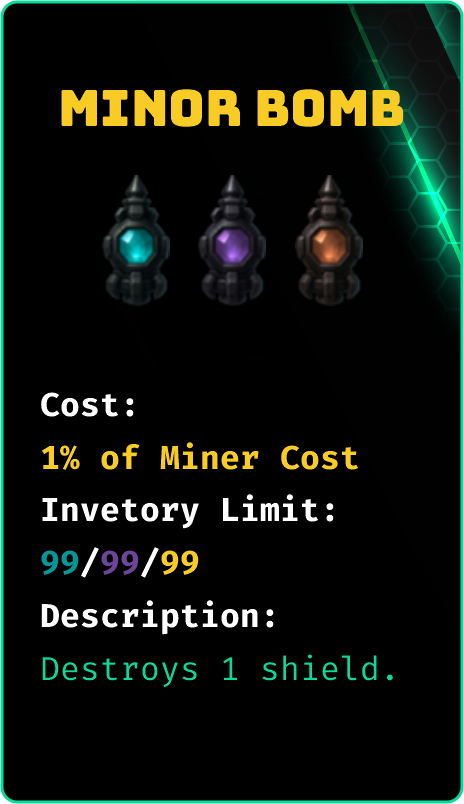 MINOR BOMB
Cost:
1% of Miner Cost
Invetory Limit:
99/99/99
Description:
Destroys 1 shield.